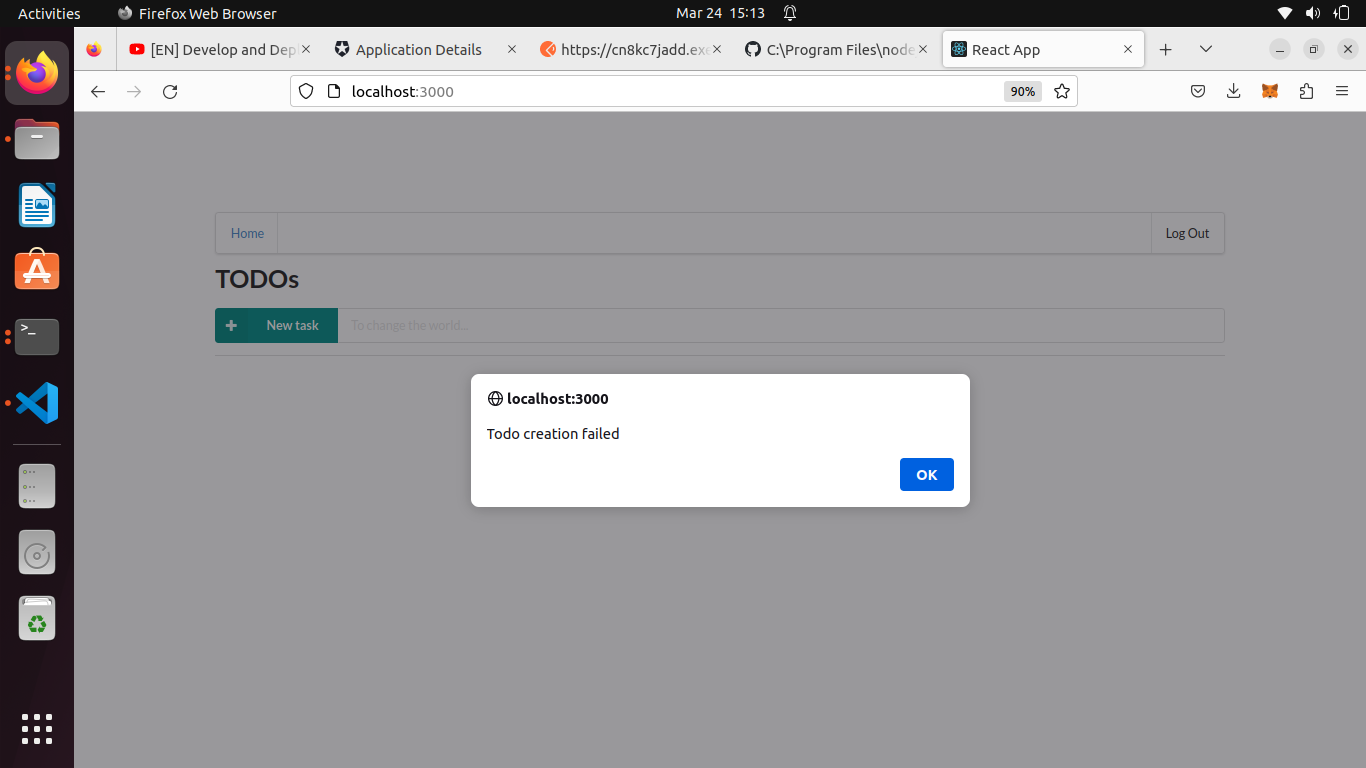 Activities
Firefox Web Browser
Mar 24 15:13
[EN] Develop and Dep
Application Details
https://cn8kc7jadd.exe
C:\Program Files\node
React App
localhost:3000
90%
Home
Log Out
TODOs
New task
To change the world...
localhost:3000
Todo creation failed
OK